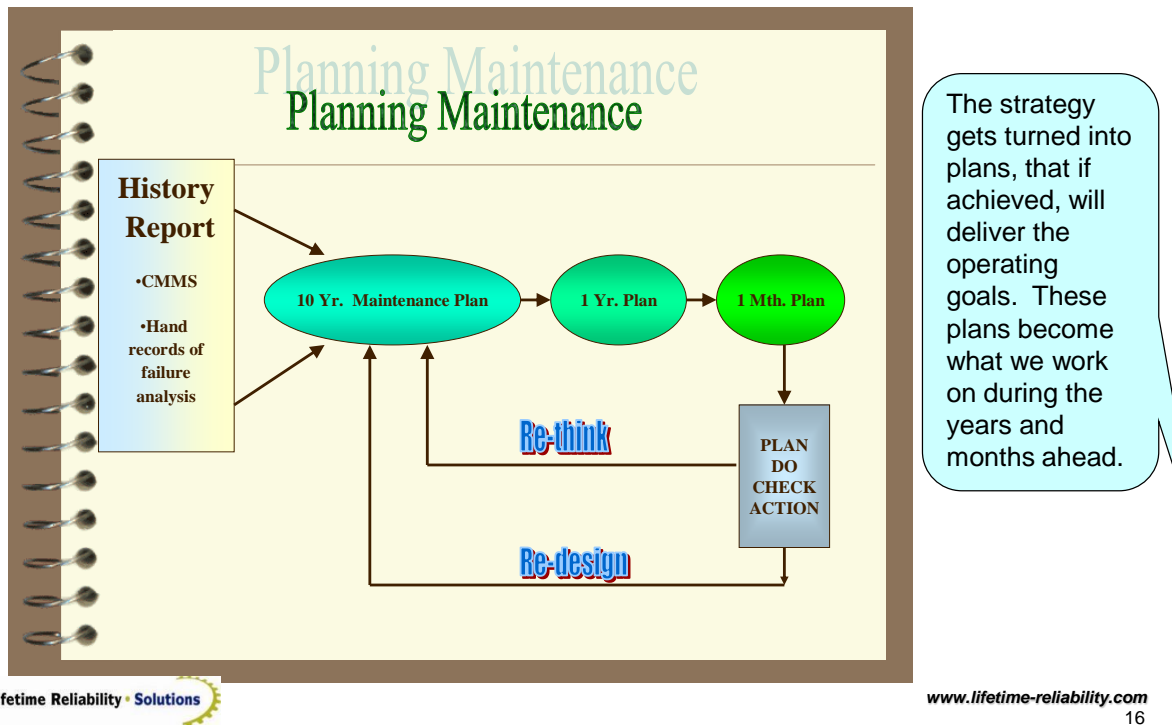 Planning Maintenance
Planning Maintenance
History
Report
•CMMS
•Hand
records of
failure
analysis
10 Yr. Maintenance Plan
1 Yr. Plan
1 Mth. Plan
Re-think
PLAN
DO
CHECK
ACTION
Re-design
The strategy
gets turned into
plans, that if
achieved, will
deliver the
operating
goals. These
plans become
what we work
on during the
years and
months ahead.
fetime Reliability • Solutions
www.lifetime-reliability.com
16